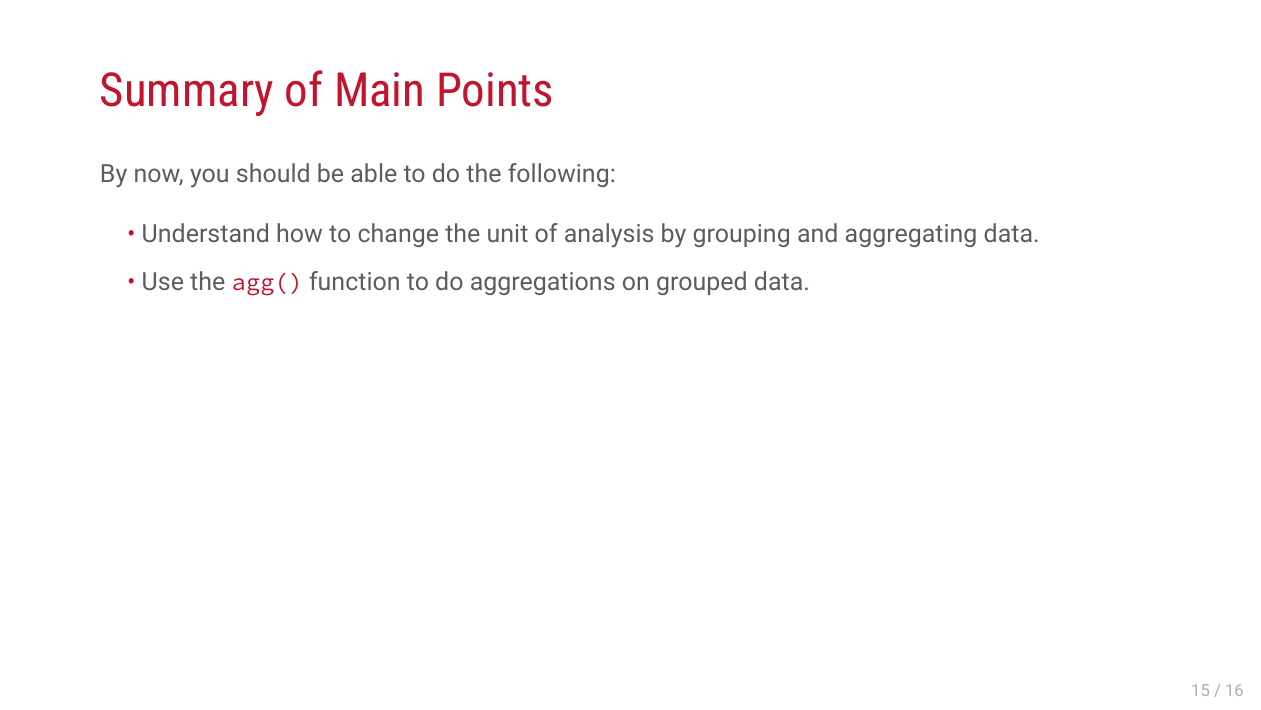 Summary of Main Points
By now, you should be able to do the following:
• Understand how to change the unit of analysis by grouping and aggregating data.
• Use the agg() function to do aggregations on grouped data.
15 / 16